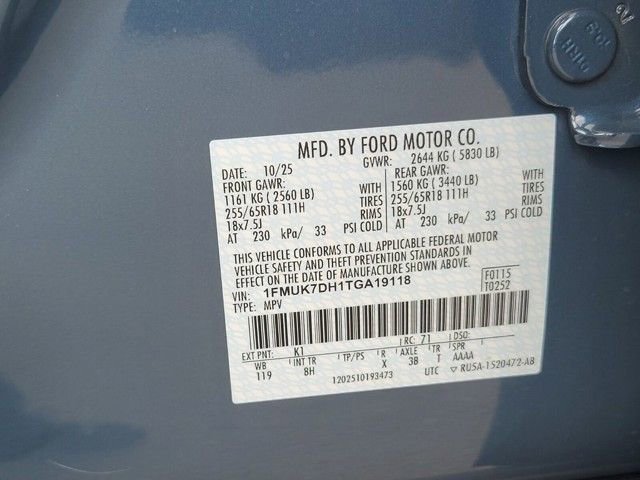 MFD. BY FORD MOTOR CO.
DATE: 10/25 GVWR: 2644 KG ( 5830 LB)
FRONT GAWR: REAR GAWR:
1161 KG ( 2560 LB) WITH 1560 KG ( 3440 LB) WITH
255/65R18 111H TIRES 255/65R18 111H TIRES
18x7.5J RIMS 18x7.5J RIMS
AT 230 kPa/ 33 PSI COLD AT 230 kPa/ 33 PSI COLD
THIS VEHICLE CONFORMS TO ALL APPLICABLE FEDERAL MOTOR
VEHICLE SAFETY AND THEFT PREVENTION STANDARDS IN
EFFECT ON THE DATE OF MANUFACTURE SHOWN ABOVE.
VIN: 1FMUK7DH1TGA19118 F0115
TYPE: MPV T0252
EXT PNT: K1 RC: 71 DSO:
WB INT TR TP/PS R AXLE TR SPR
119 8H X 3B T AAAA
1202510193473 UTC ▽ RU5A-1520472-AB